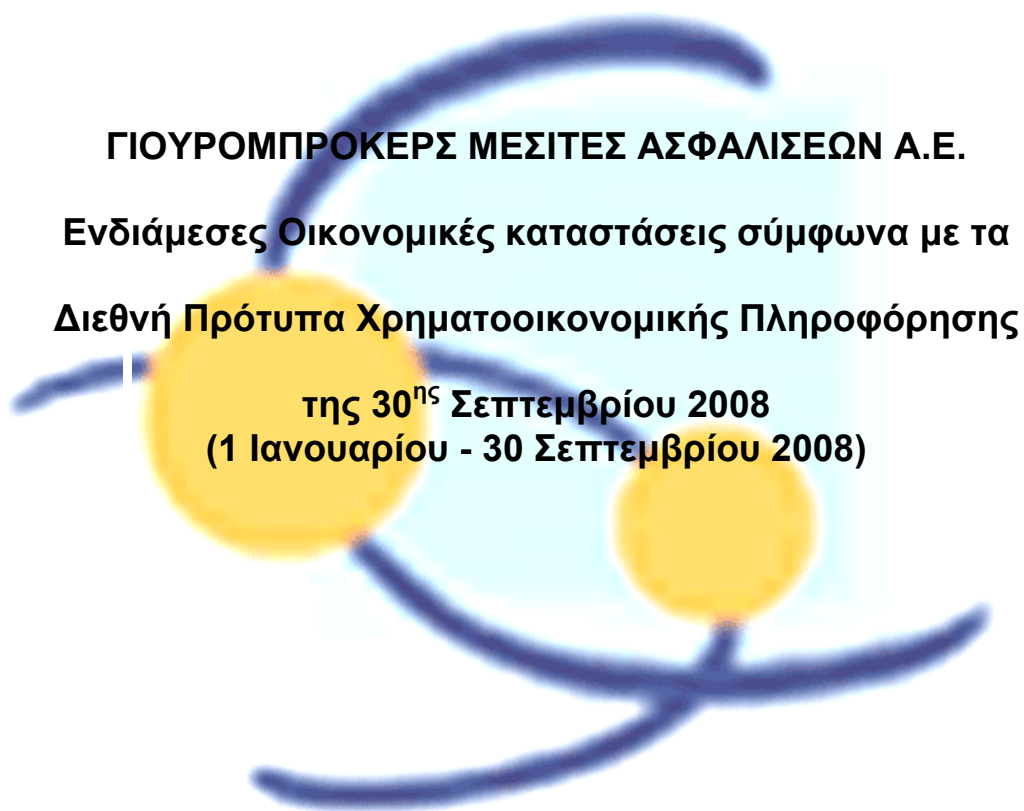 ΓΙΟΥΡΟΜΠΡΟΚΕΡΣ ΜΕΣΙΤΕΣ ΑΣΦΑΛΙΣΕΩΝ Α.Ε.
Ενδιάμεσες Οικονομικές καταστάσεις σύμφωνα με τα
Διεθνή Πρότυπα Χρηματοοικονομικής Πληροφόρησης
της 30ης Σεπτεμβρίου 2008
(1 Ιανουαρίου - 30 Σεπτεμβρίου 2008)